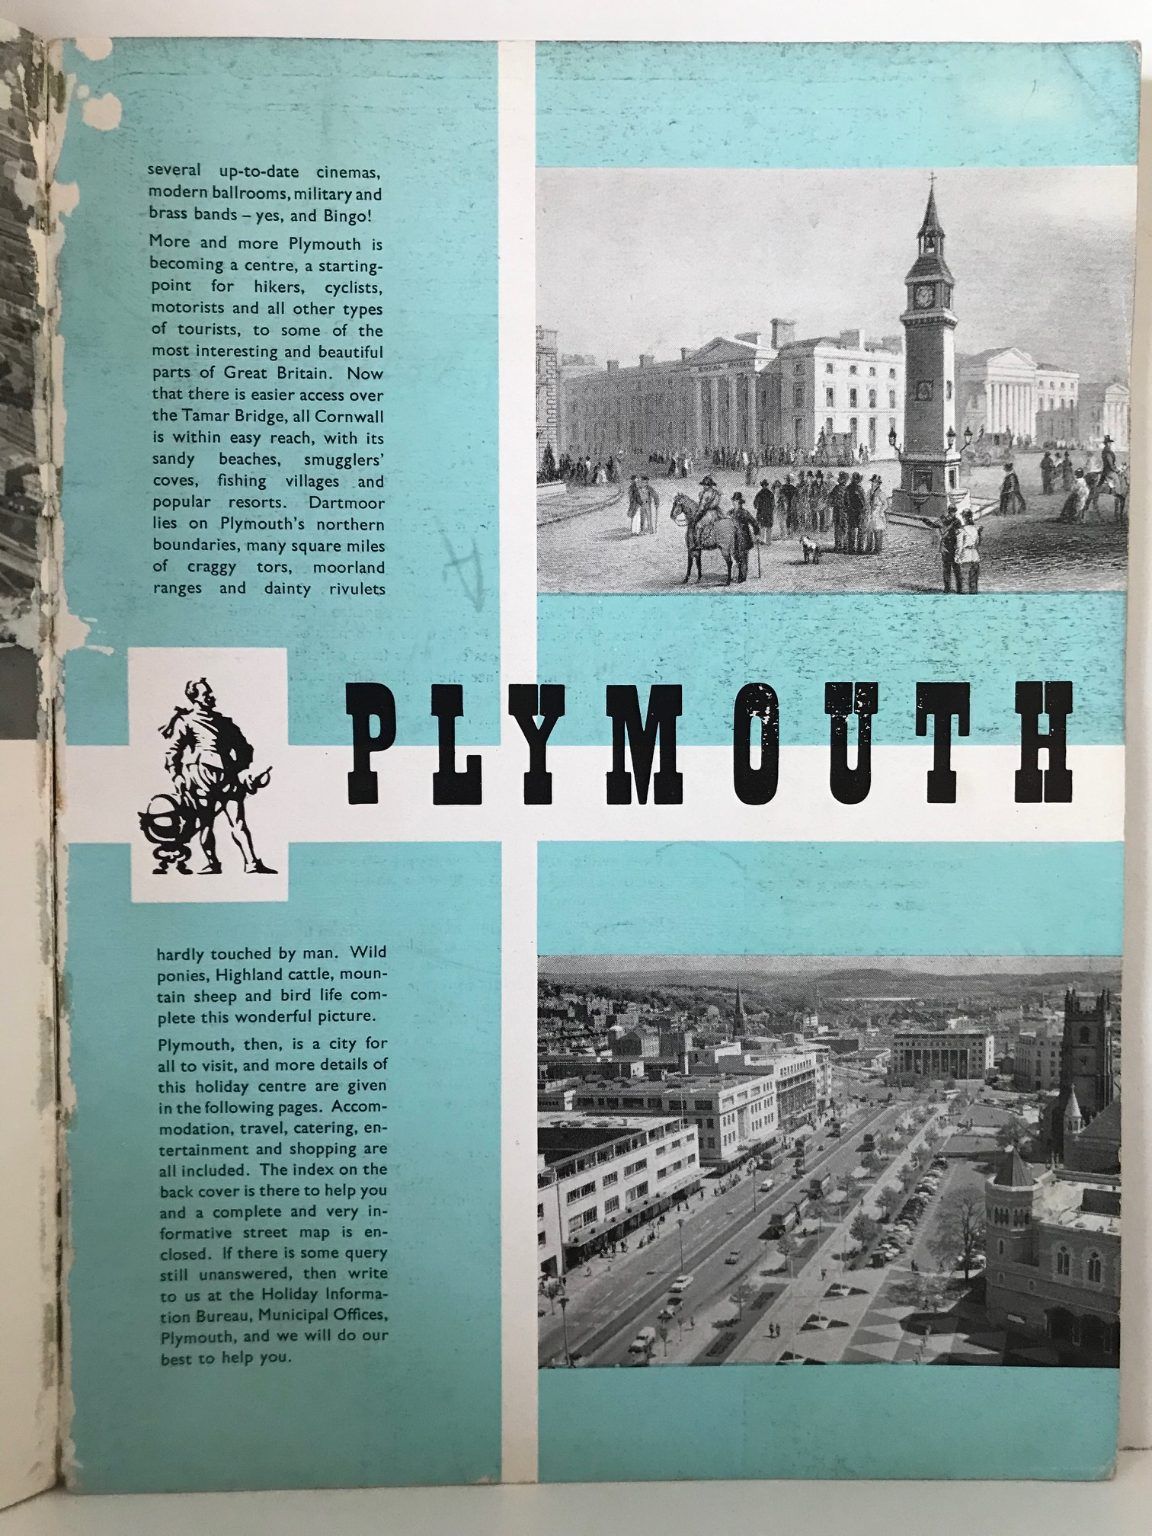 several up-to-date cinemas,
modern ballrooms, military and
brass bands – yes, and Bingo!
More and more Plymouth is
becoming a centre, a starting-
point for hikers, cyclists,
motorists and all other types
of tourists, to some of the
most interesting and beautiful
parts of Great Britain. Now
that there is easier access over
the Tamar Bridge, all Cornwall
is within easy reach, with its
sandy beaches, smugglers'
coves, fishing villages and
popular resorts. Dartmoor
lies on Plymouth's northern
boundaries, many square miles
of craggy tors, moorland
ranges and dainty rivulets
PLYMOUTH
hardly touched by man. Wild
ponies, Highland cattle, moun-
tain sheep and bird life com-
plete this wonderful picture.
Plymouth, then, is a city for
all to visit, and more details of
this holiday centre are given
in the following pages. Accom-
modation, travel, catering, en-
tertainment and shopping are
all included. The index on the
back cover is there to help you
and a complete and very in-
formative street map is en-
closed. If there is some query
still unanswered, then write
to us at the Holiday Informa-
tion Bureau, Municipal Offices,
Plymouth, and we will do our
best to help you.